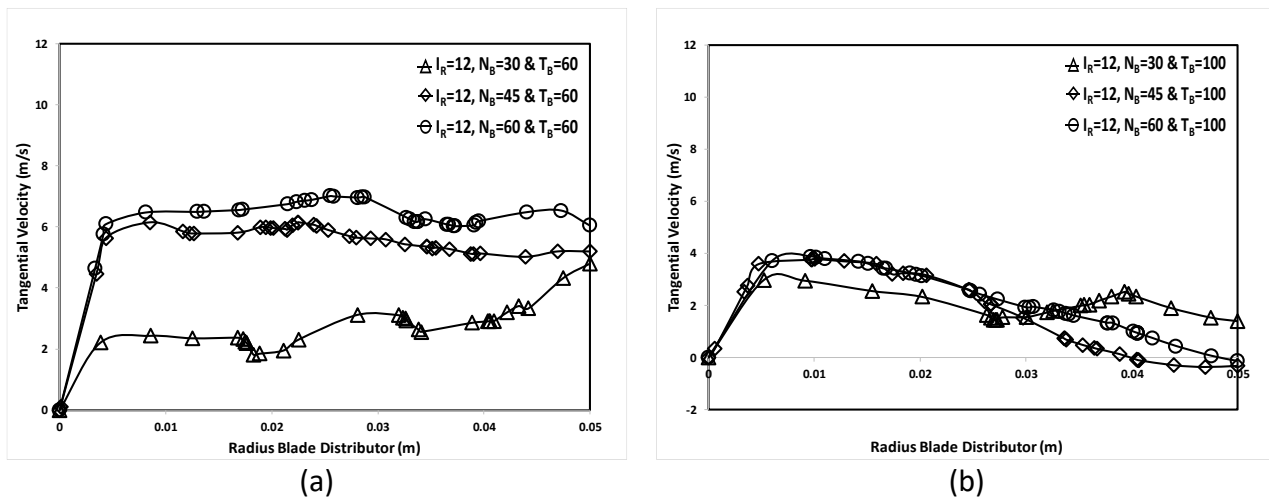 12
10
8
6
4
2
0
Tangential Velocity (m/s)
I_R=12, N_B=30 & T_B=60
I_R=12, N_B=45 & T_B=60
I_R=12, N_B=60 & T_B=60
0 0.01 0.02 0.03 0.04 0.05
Radius Blade Distributor (m)
(a)
12
10
8
6
4
2
0
-2
Tangential Velocity (m/s)
I_R=12, N_B=30 & T_B=100
I_R=12, N_B=45 & T_B=100
I_R=12, N_B=60 & T_B=100
0 0.01 0.02 0.03 0.04 0.05
Radius Blade Distributor (m)
(b)